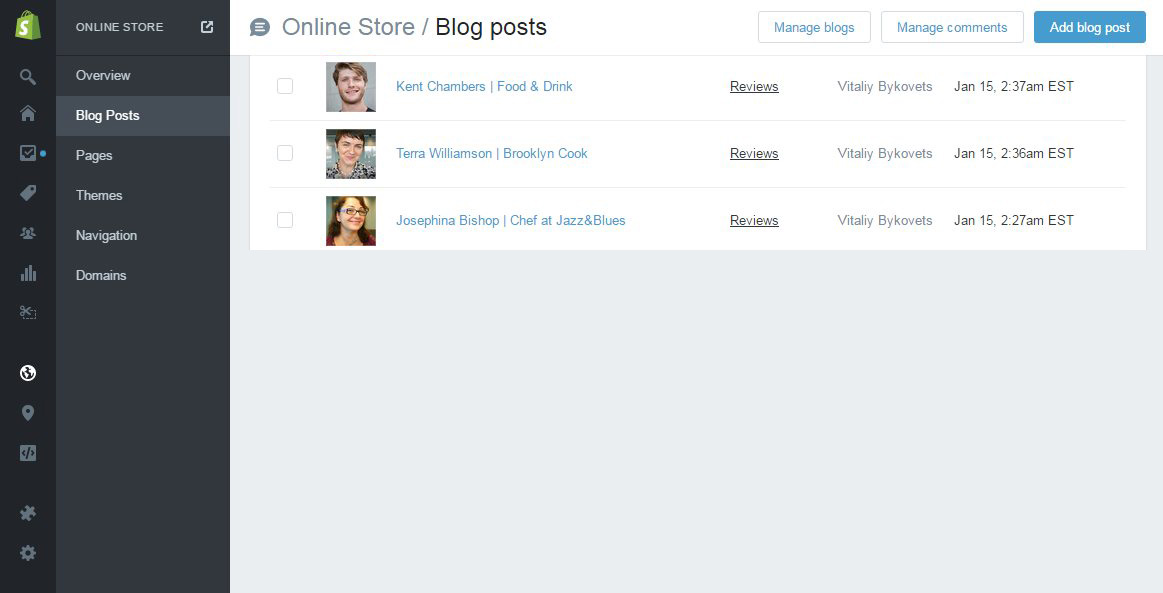 ONLINE STORE
Online Store / Blog posts
Manage blogs
Manage comments
Add blog post
Overview
Blog Posts
Pages
Themes
Navigation
Domains
Kent Chambers | Food & Drink Reviews Vitaliy Bykovets Jan 15, 2:37am EST
Terra Williamson | Brooklyn Cook Reviews Vitaliy Bykovets Jan 15, 2:36am EST
Josephina Bishop | Chef at Jazz&Blues Reviews Vitaliy Bykovets Jan 15, 2:27am EST